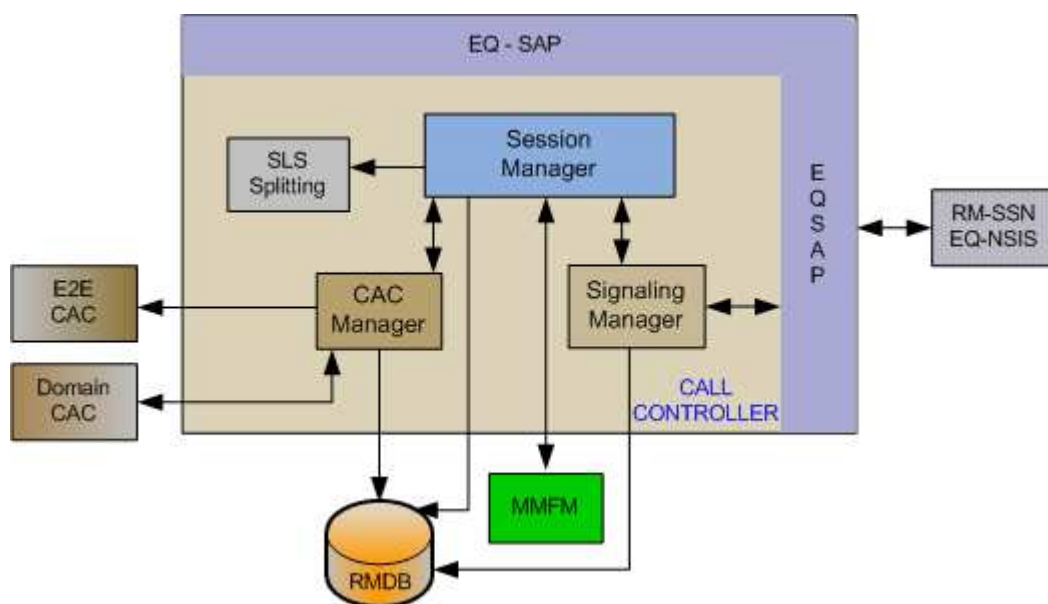 EQ - SAP
Session
Manager
SLS
Splitting
E
Q
S
A
P
RM-SSN
EQ-NSIS
E2E
CAC
CAC
Manager
Signaling
Manager
Domain
CAC
CALL
CONTROLLER
MMFM
RMDB